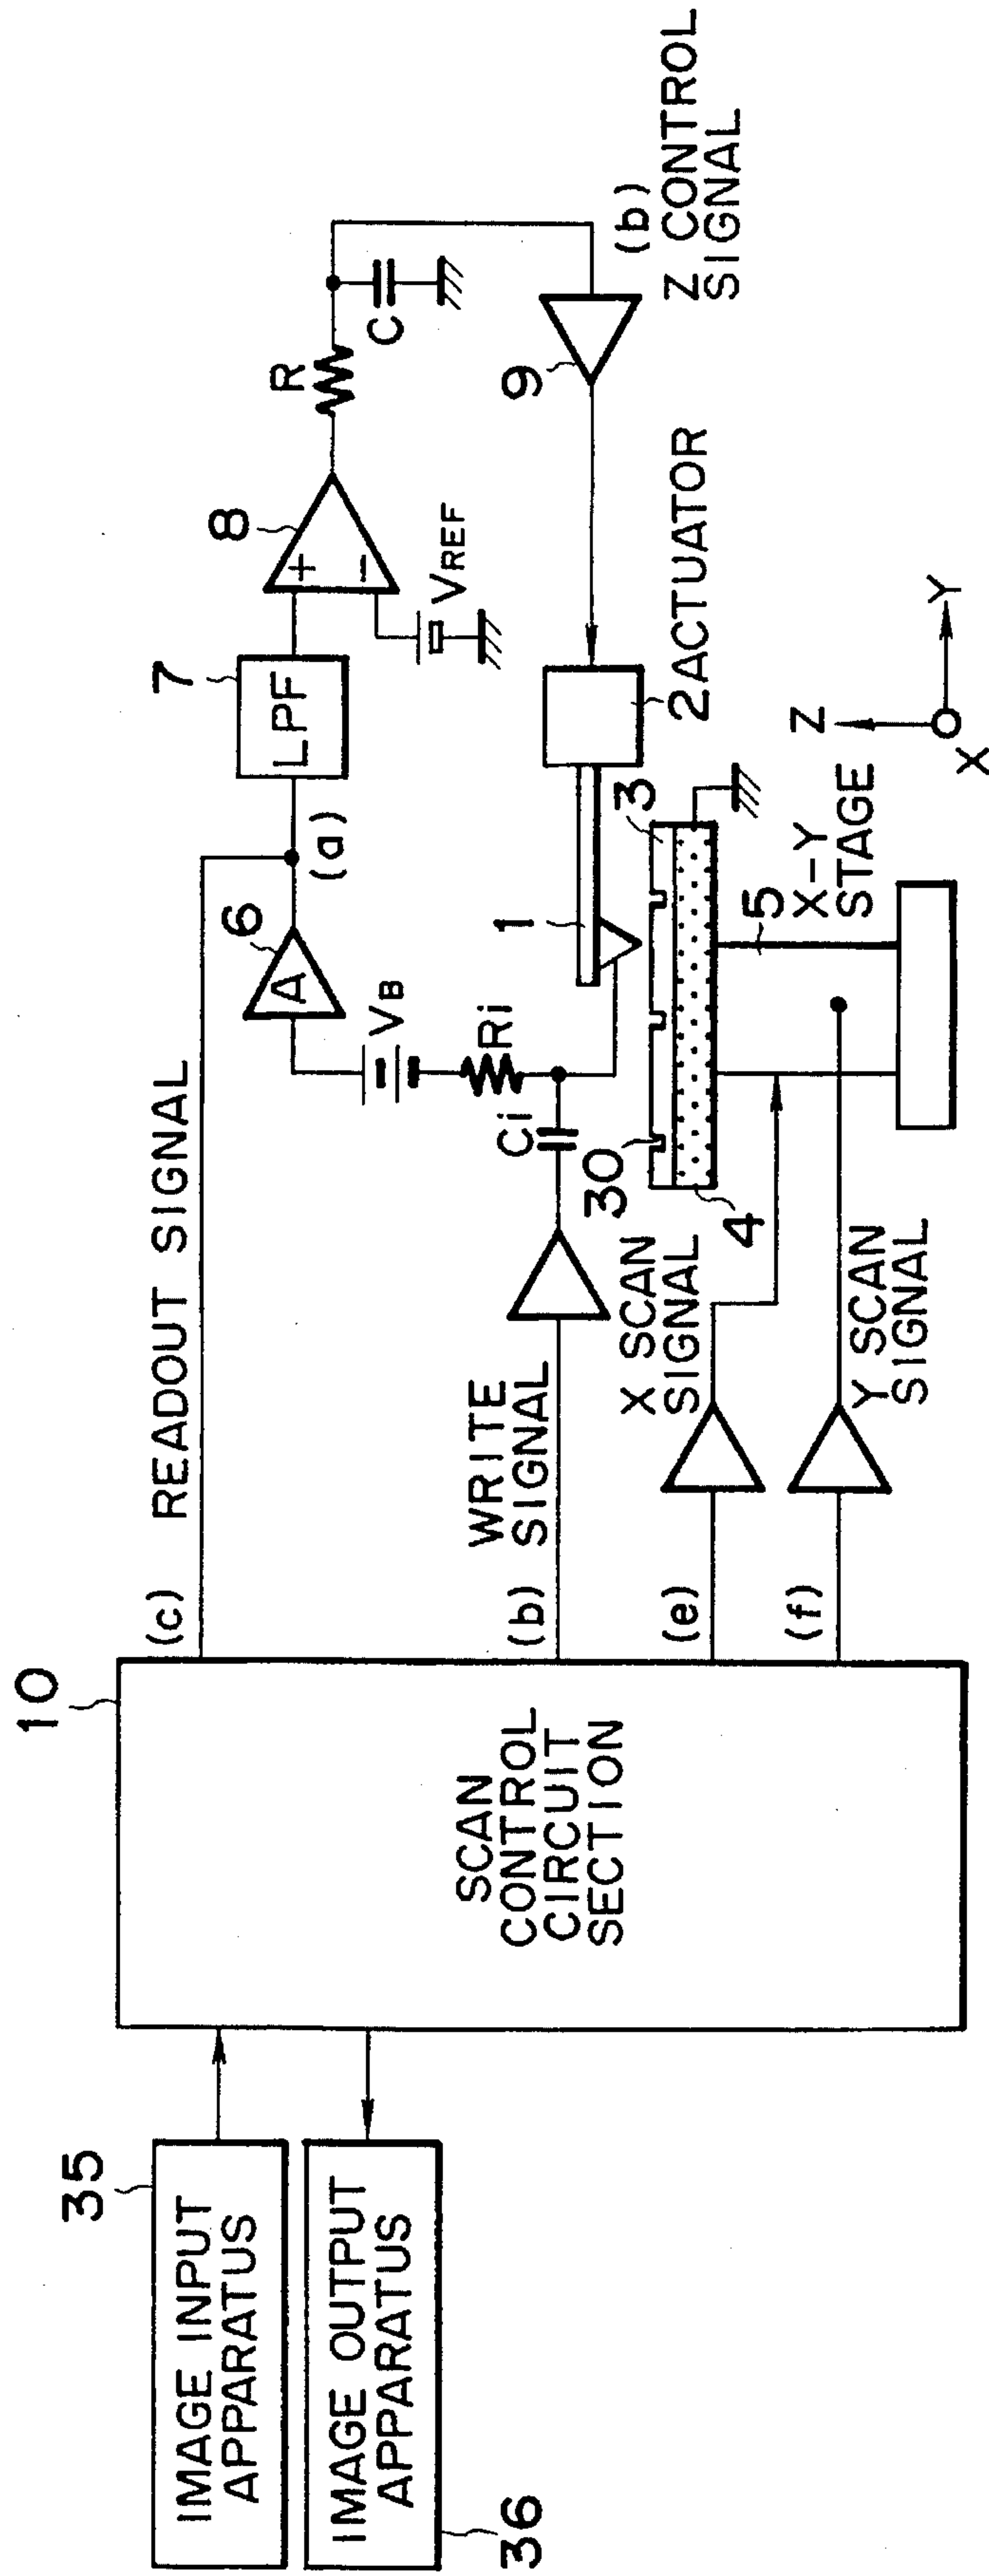 35
IMAGE INPUT
APPARATUS
IMAGE OUTPUT
APPARATUS
36
10
SCAN
CONTROL
CIRCUIT
SECTION
(c)
READOUT SIGNAL
(b)
WRITE
SIGNAL
(e)
X SCAN
SIGNAL
(f)
Y SCAN
SIGNAL
6
A
(a)
7
LPF
8
+
−
VREF
R
C
VB
Ri
Ci
9
(b)
Z CONTROL
SIGNAL
1
2 ACTUATOR
3
30
4
5
X-Y
STAGE
Z
Y
X